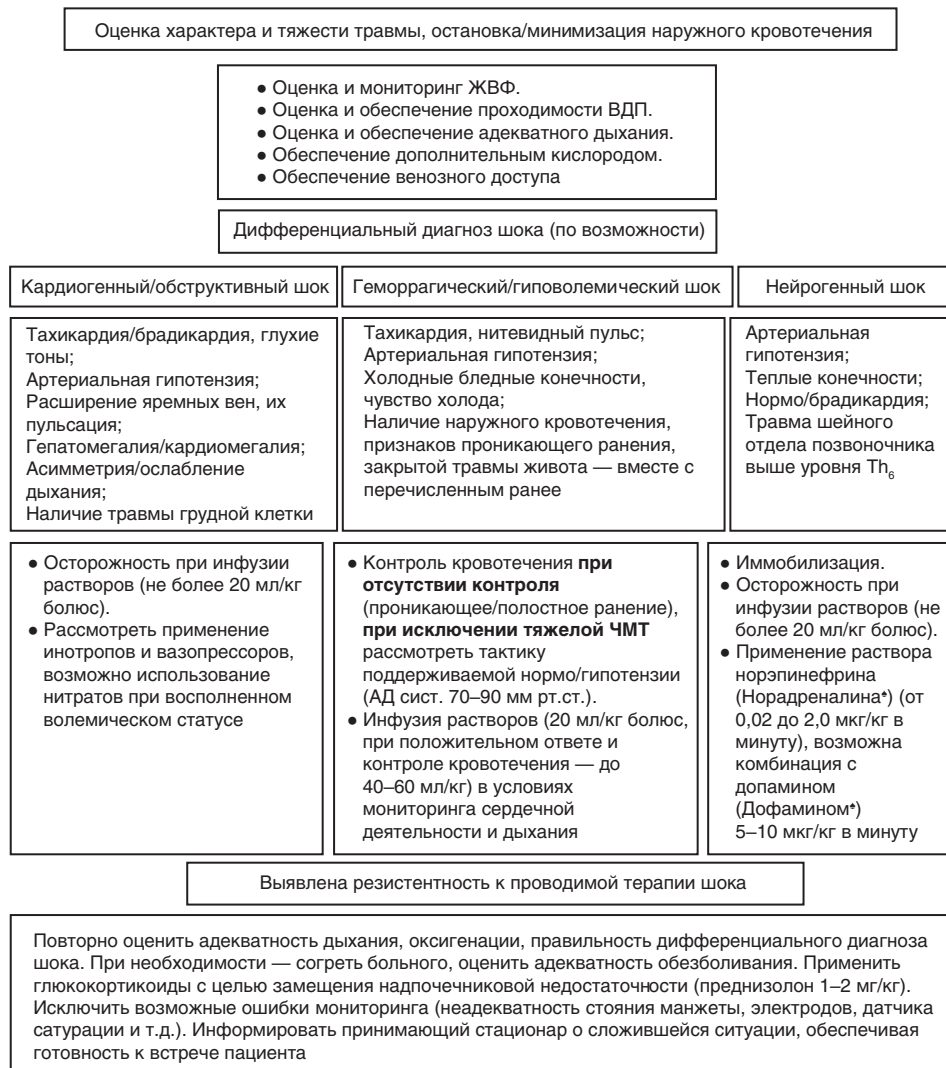 Оценка характера и тяжести травмы, остановка/минимизация наружного кровотечения
● Оценка и мониторинг ЖВФ.
● Оценка и обеспечение проходимости ВДП.
● Оценка и обеспечение адекватного дыхания.
● Обеспечение дополнительным кислородом.
● Обеспечение венозного доступа
Дифференциальный диагноз шока (по возможности)
Кардиогенный/обструктивный шок
Тахикардия/брадикардия, глухие
тоны;
Артериальная гипотензия;
Расширение яремных вен, их
пульсация;
Гепатомегалия/кардиомегалия;
Асимметрия/ослабление
дыхания;
Наличие травмы грудной клетки
● Осторожность при инфузии
растворов (не более 20 мл/кг
болюс).
● Рассмотреть применение
инотропов и вазопрессоров,
возможно использование
нитратов при восполненном
волемическом статусе
Геморрагический/гиповолемический шок
Тахикардия, нитевидный пульс;
Артериальная гипотензия;
Холодные бледные конечности,
чувство холода;
Наличие наружного кровотечения,
признаков проникающего ранения,
закрытой травмы живота — вместе с
перечисленным ранее
● Контроль кровотечения при
отсутствии контроля
(проникающее/полостное ранение),
при исключении тяжелой ЧМТ
рассмотреть тактику
поддерживаемой нормо/гипотензии
(АД сист. 70–90 мм рт.ст.).
● Инфузия растворов (20 мл/кг болюс,
при положительном ответе и
контроле кровотечения — до
40–60 мл/кг) в условиях
мониторинга сердечной
деятельности и дыхания
Нейрогенный шок
Артериальная
гипотензия;
Теплые конечности;
Нормо/брадикардия;
Травма шейного
отдела позвоночника
выше уровня Th₆
● Иммобилизация.
● Осторожность при
инфузии растворов (не
более 20 мл/кг болюс).
● Применение раствора
норэпинефрина
(Норадреналина♠) (от
0,02 до 2,0 мкг/кг в
минуту), возможна
комбинация с
допамином
(Дофамином♠)
5–10 мкг/кг в минуту
Выявлена резистентность к проводимой терапии шока
Повторно оценить адекватность дыхания, оксигенации, правильность дифференциального диагноза
шока. При необходимости — согреть больного, оценить адекватность обезболивания. Применить
глюкокортикоиды с целью замещения надпочечниковой недостаточности (преднизолон 1–2 мг/кг).
Исключить возможные ошибки мониторинга (неадекватность стояния манжеты, электродов, датчика
сатурации и т.д.). Информировать принимающий стационар о сложившейся ситуации, обеспечивая
готовность к встрече пациента